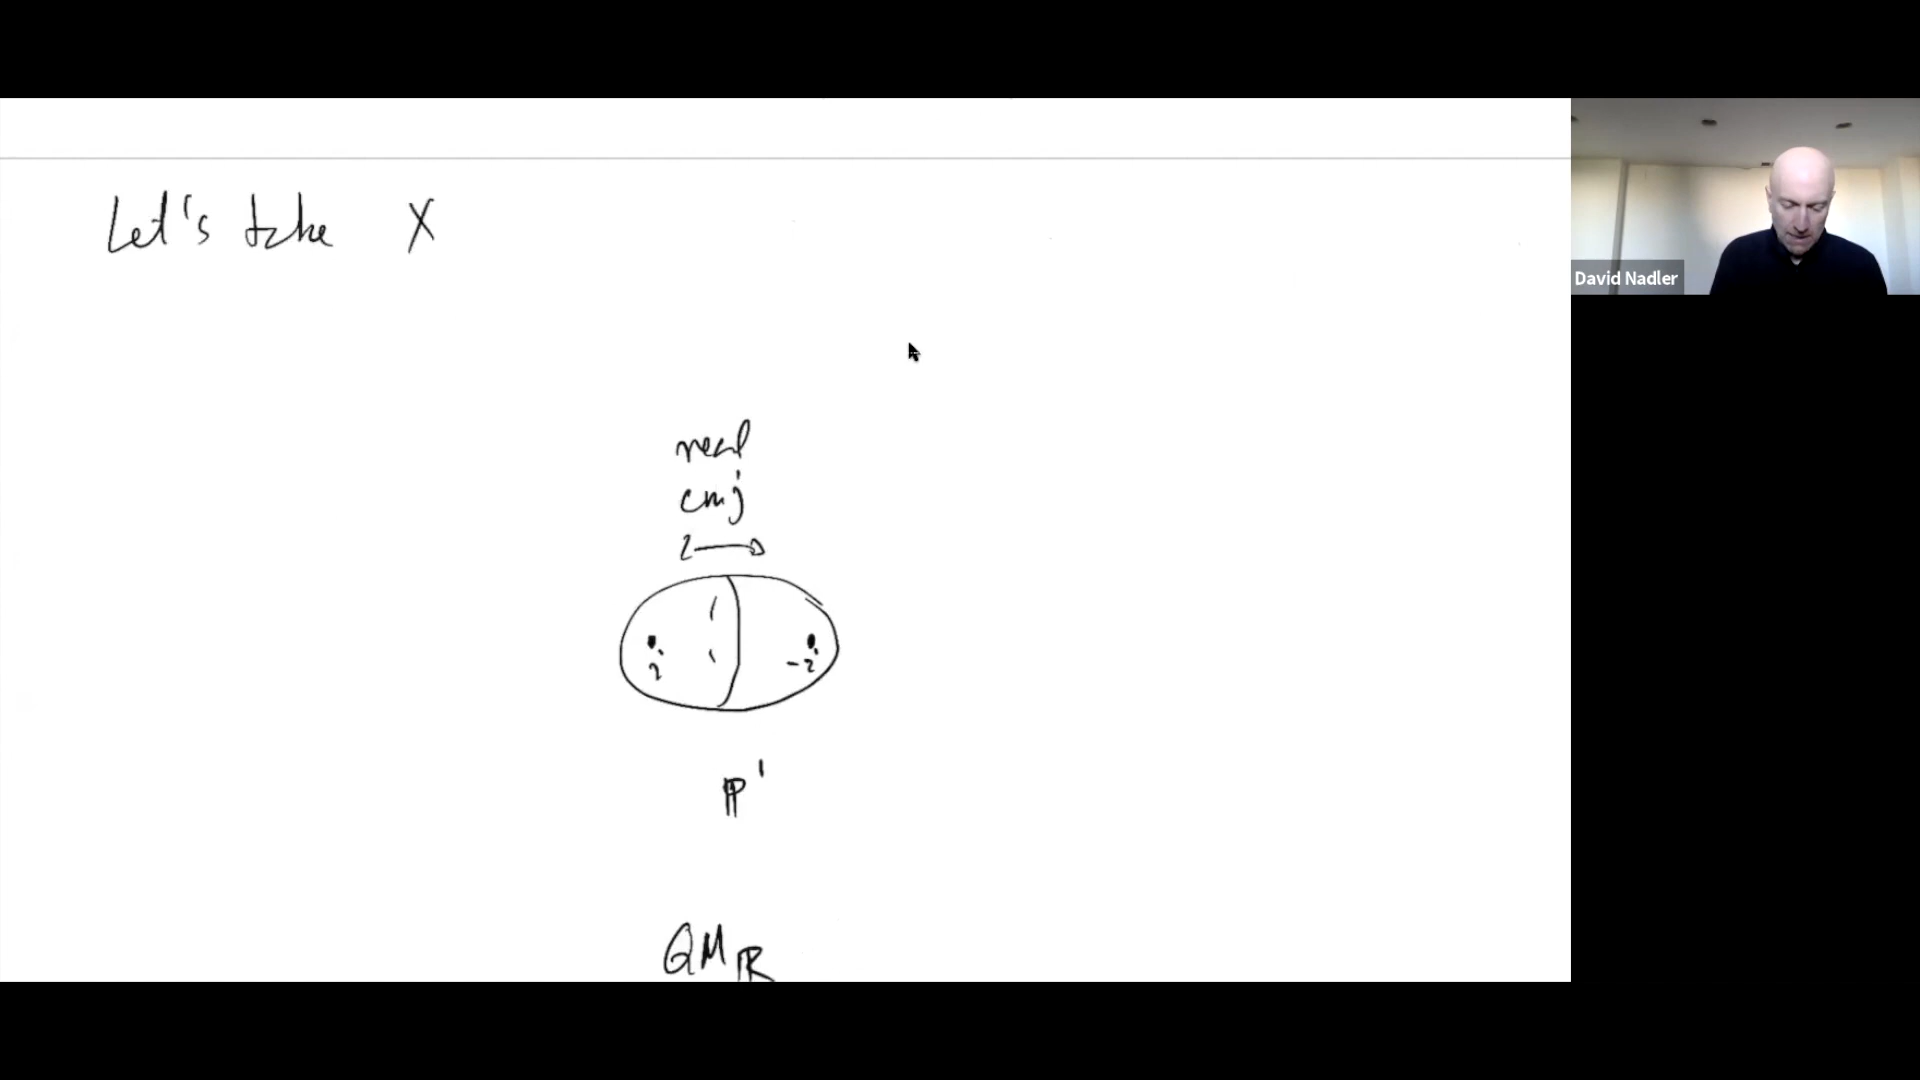 Let's take X
David Nadler
real
conj
i -i
ℙ¹
QM_ℝ